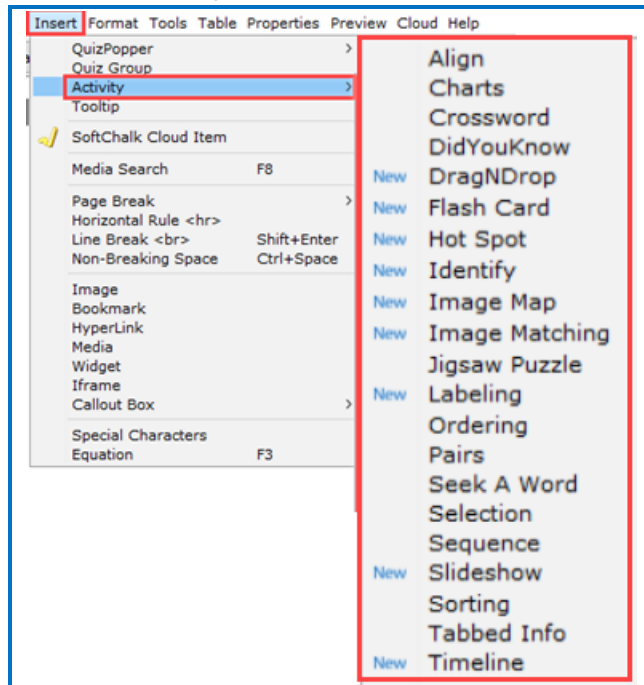 Insert Format Tools Table Properties Preview Cloud Help
QuizPopper >
Quiz Group
Activity >
Tooltip
SoftChalk Cloud Item
Media Search F8
Page Break >
Horizontal Rule <hr>
Line Break <br> Shift+Enter
Non-Breaking Space Ctrl+Space
Image
Bookmark
HyperLink
Media
Widget
Iframe
Callout Box >
Special Characters
Equation F3
Align
Charts
Crossword
DidYouKnow
New DragNDrop
New Flash Card
New Hot Spot
New Identify
New Image Map
New Image Matching
Jigsaw Puzzle
New Labeling
Ordering
Pairs
Seek A Word
Selection
Sequence
New Slideshow
Sorting
Tabbed Info
New Timeline